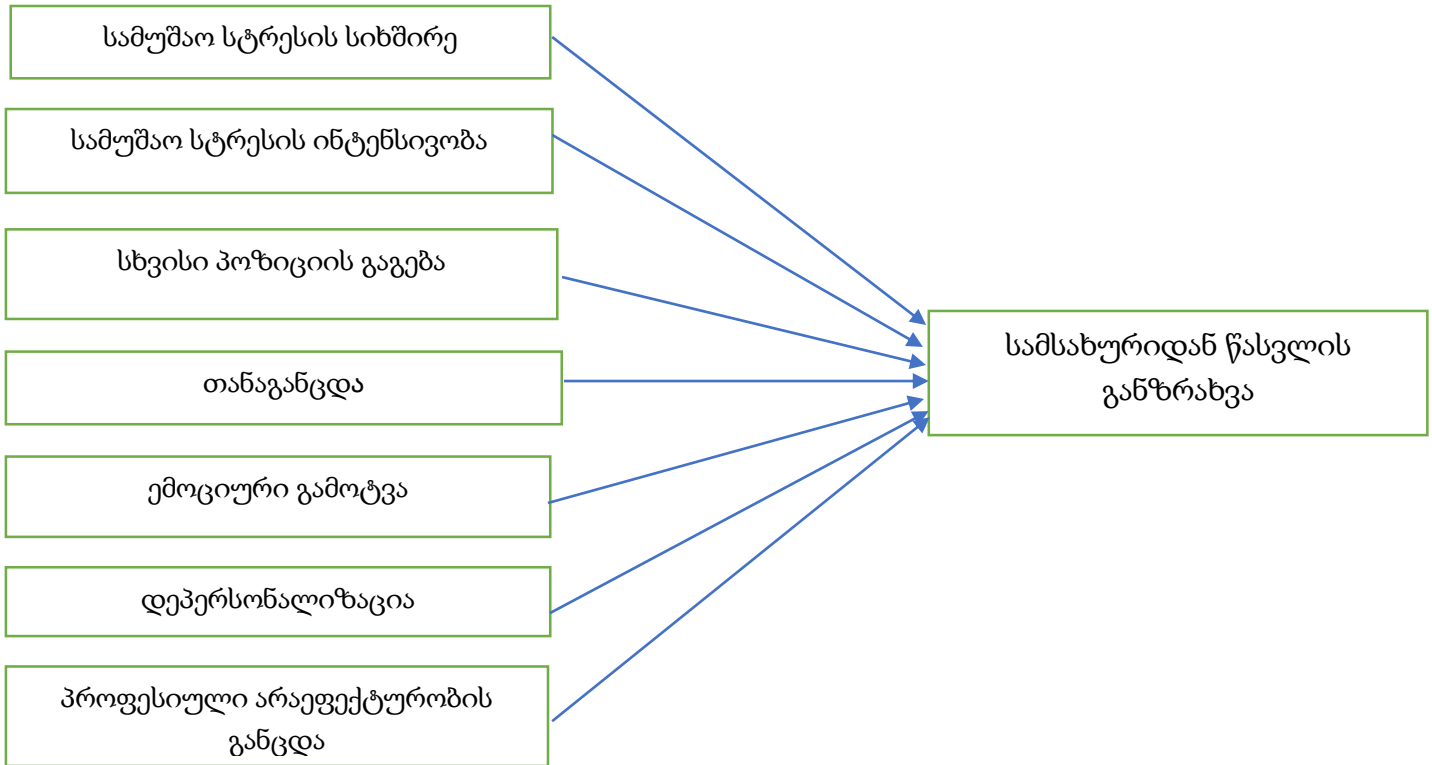 სამუშაო სტრესის სიხშირე
სამუშაო სტრესის ინტენსივობა
სხვისი პოზიციის გაგება
თანაგანცდა
ემოციური გამოტვა
დეპერსონალიზაცია
პროფესიული არაეფექტურობის
განცდა
სამსახურიდან წასვლის
განზრახვა